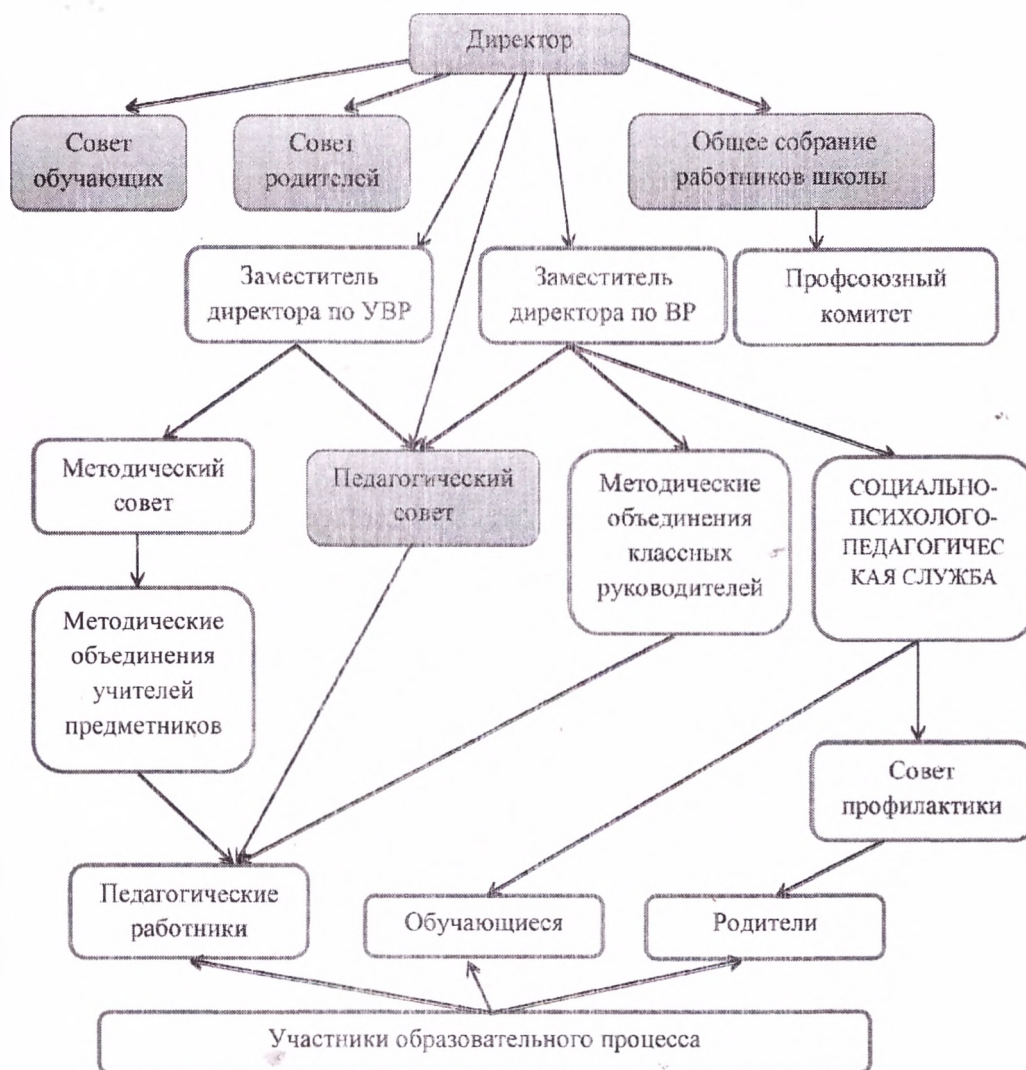 Директор
Совет
обучающих
Совет
родителей
Общее собрание
работников школы
Заместитель
директора по УВР
Заместитель
директора по ВР
Профсоюзный
комитет
Методический
совет
Педагогический
совет
Методические
объединения
классных
руководителей
СОЦИАЛЬНО-
ПСИХОЛОГО-
ПЕДАГОГИЧЕС
КАЯ СЛУЖБА
Методические
объединения
учителей
предметников
Совет
профилактики
Педагогические
работники
Обучающиеся
Родители
Участники образовательного процесса